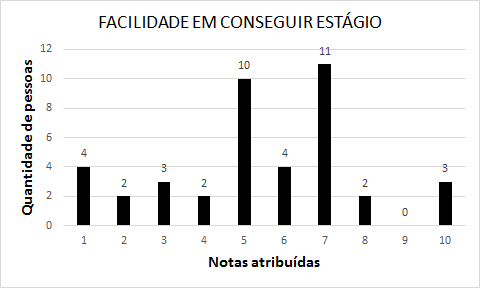 FACILIDADE EM CONSEGUIR ESTÁGIO
Quantidade de pessoas
12
10
8
6
4
2
0
4 2 3 2 10 4 11 2 0 3
1 2 3 4 5 6 7 8 9 10
Notas atribuídas